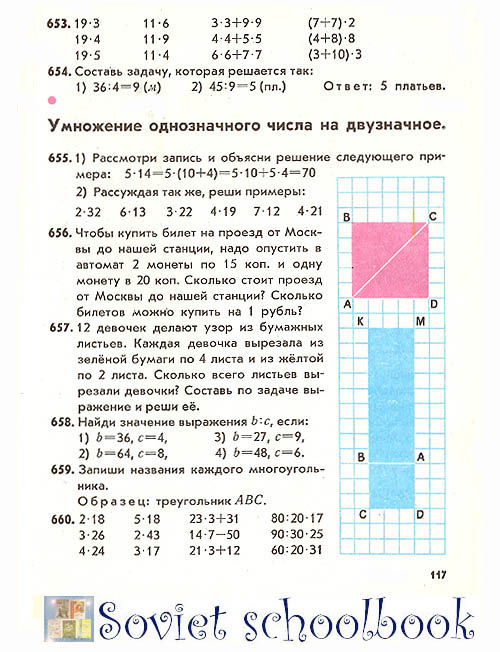 653. 19·3 11·6 3·3+9·9 (7+7)·2
19·4 11·9 4·4+5·5 (4+8)·8
19·5 11·4 6·6+7·7 (3+10)·3
654. Составь задачу, которая решается так:
1) 36:4=9 (м) 2) 45:9=5 (пл.) Ответ: 5 платьев.
Умножение однозначного числа на двузначное.
655. 1) Рассмотри запись и объясни решение следующего при-
мера: 5·14=5·(10+4)=5·10+5·4=70
2) Рассуждая так же, реши примеры:
2·32 6·13 3·22 4·19 7·12 4·21
656. Чтобы купить билет на проезд от Моск-
вы до нашей станции, надо опустить в
автомат 2 монеты по 15 коп. и одну
монету в 20 коп. Сколько стоит проезд
от Москвы до нашей станции? Сколько
билетов можно купить на 1 рубль?
657. 12 девочек делают узор из бумажных
листьев. Каждая девочка вырезала из
зелёной бумаги по 4 листа и из жёлтой
по 2 листа. Сколько всего листьев вы-
резали девочки? Составь по задаче вы-
ражение и реши её.
658. Найди значение выражения b:c, если:
1) b=36, c=4, 3) b=27, c=9,
2) b=64, c=8, 4) b=48, c=6.
659. Запиши названия каждого многоуголь-
ника.
Образец: треугольник ABC.
660. 2·18 5·18 23·3+31 80:20·17
3·26 2·43 14·7-50 90:30·25
4·24 3·17 21·3+12 60:20·31
B C
A D
K M
B A
C D
117
Soviet schoolbook